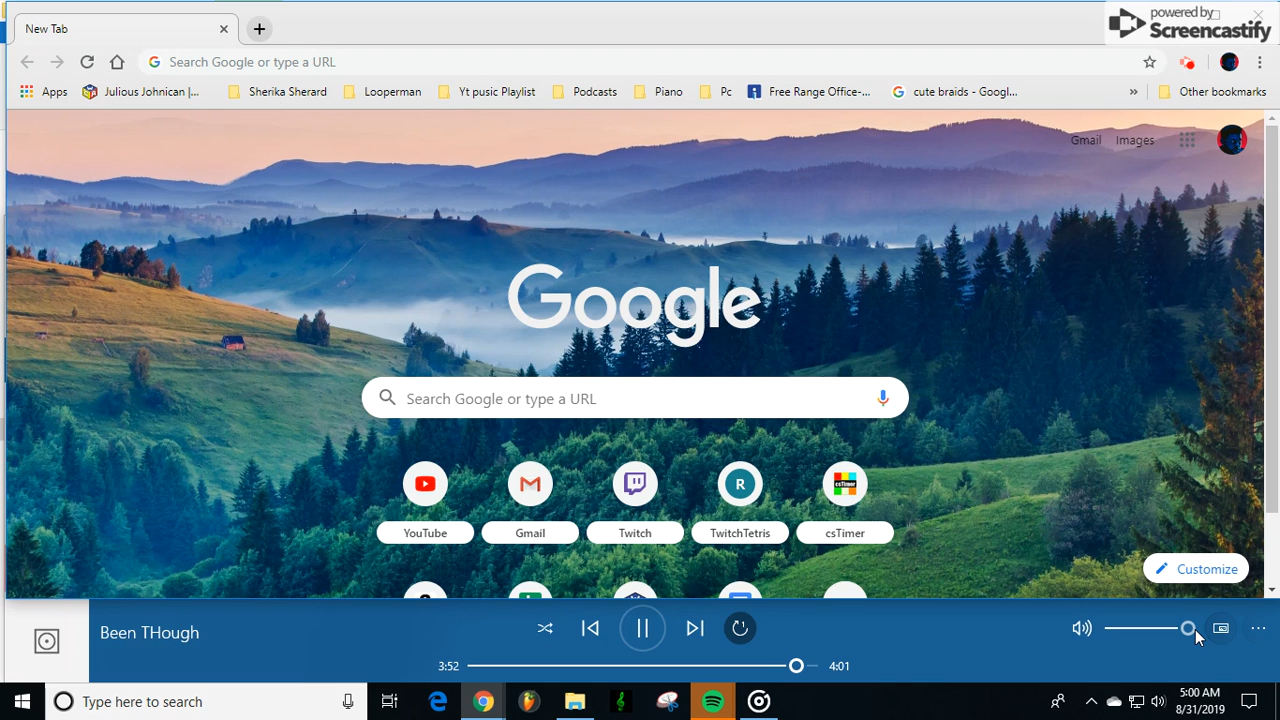 New Tab
powered by
Screencastify
Search Google or type a URL
Apps
Julious Johnican |...
Sherika Sherard
Looperman
Yt pusic Playlist
Podcasts
Piano
Pc
Free Range Office-...
cute braids - Googl...
»
Other bookmarks
Gmail
Images
Google
Search Google or type a URL
R
csTimer
YouTube
Gmail
Twitch
TwitchTetris
csTimer
Customize
Been THough
3:52
4:01
Type here to search
5:00 AM
8/31/2019